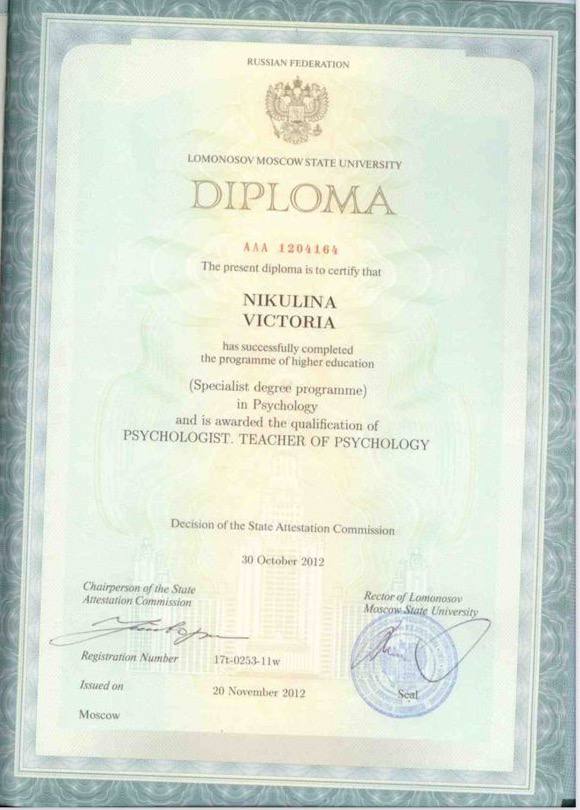 RUSSIAN FEDERATION
LOMONOSOV MOSCOW STATE UNIVERSITY
DIPLOMA
AAA 1204164
The present diploma is to certify that
NIKULINA
VICTORIA
has successfully completed
the programme of higher education
(Specialist degree programme)
in Psychology
and is awarded the qualification of
PSYCHOLOGIST. TEACHER OF PSYCHOLOGY
Decision of the State Attestation Commission
30 October 2012
Chairperson of the State
Attestation Commission
Rector of Lomonosov
Moscow State University
Registration Number 17t-0253-11w
Seal
Issued on 20 November 2012
Moscow